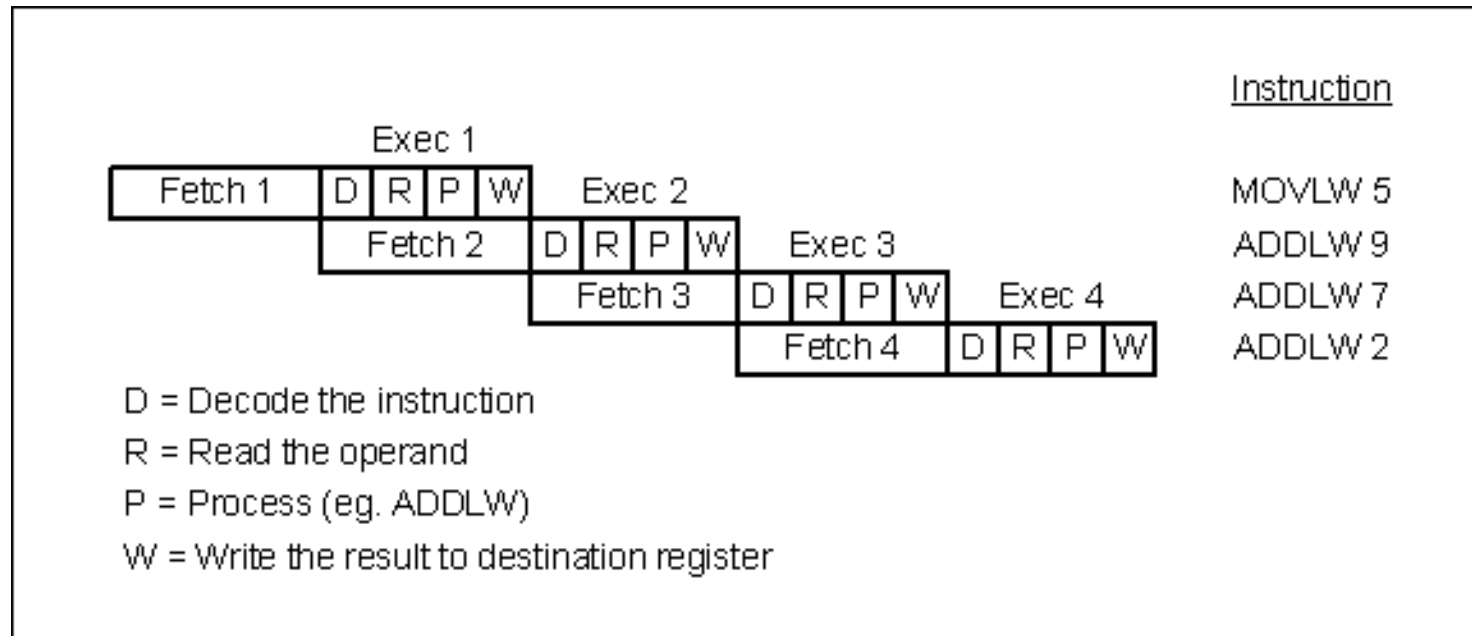 Instruction
Exec 1
Fetch 1 D R P W Exec 2 MOVLW 5
Fetch 2 D R P W Exec 3 ADDLW 9
Fetch 3 D R P W Exec 4 ADDLW 7
Fetch 4 D R P W ADDLW 2
D = Decode the instruction
R = Read the operand
P = Process (eg. ADDLW)
W = Write the result to destination register